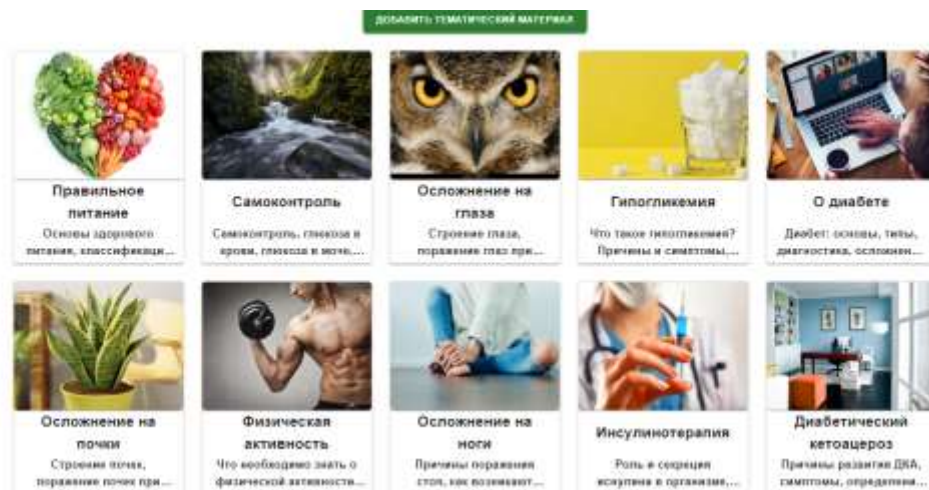 ДОБАВИТЬ ТЕМАТИЧЕСКИЙ МАТЕРИАЛ
Правильное
питание
Основы здорового
питания, классификаци...
Самоконтроль
Самоконтроль, глюкоза в
крови, глюкоза в моче,...
Осложнение на
глаза
Строение глаза,
поражение глаз при...
Гипогликемия
Что такое гипогликемия?
Причины и симптомы,...
О диабете
Диабет: основы, типы,
диагностика, осложнен...
Осложнение на
почки
Строение почек,
поражение почек при...
Физическая
активность
Что необходимо знать о
физической активности...
Осложнение на
ноги
Причины поражения
стоп, как возникают...
Инсулинотерапия
Роль и секреция
инсулина в организме,...
Диабетический
кетоацероз
Причины развития ДКА,
симптомы, определени...